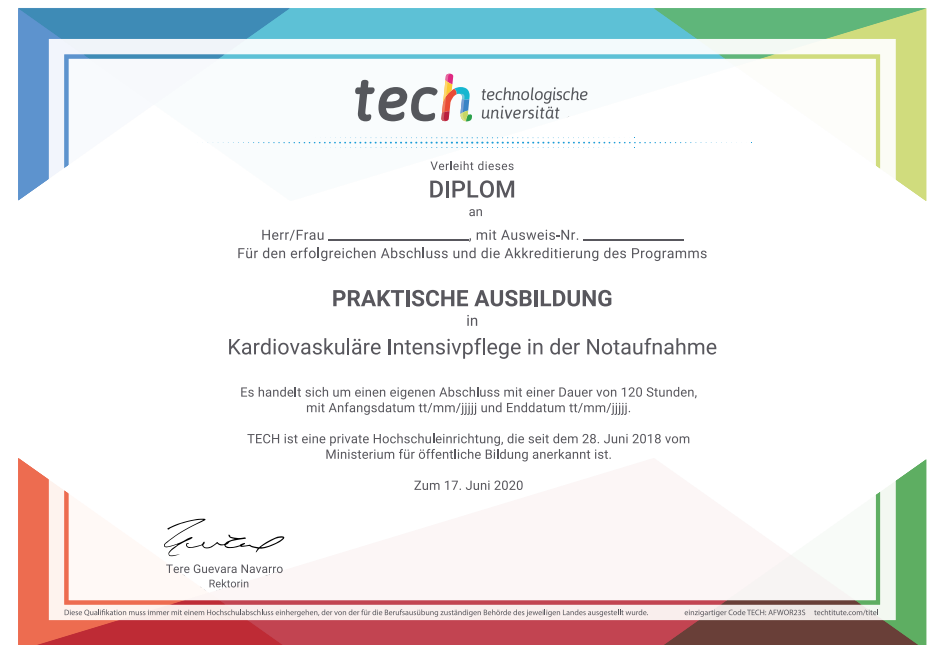 tech technologische
universität
Verleiht dieses
DIPLOM
an
Herr/Frau ____________________, mit Ausweis-Nr. ______________
Für den erfolgreichen Abschluss und die Akkreditierung des Programms
PRAKTISCHE AUSBILDUNG
in
Kardiovaskuläre Intensivpflege in der Notaufnahme
Es handelt sich um einen eigenen Abschluss mit einer Dauer von 120 Stunden,
mit Anfangsdatum tt/mm/jjjjj und Enddatum tt/mm/jjjjj.
TECH ist eine private Hochschuleinrichtung, die seit dem 28. Juni 2018 vom
Ministerium für öffentliche Bildung anerkannt ist.
Zum 17. Juni 2020
Tere Guevara Navarro
Rektorin
Diese Qualifikation muss immer mit einem Hochschulabschluss einhergehen, der von der für die Berufsausübung zuständigen Behörde des jeweiligen Landes ausgestellt wurde. einzigartiger Code TECH: AFWOR23S techtitute.com/titel